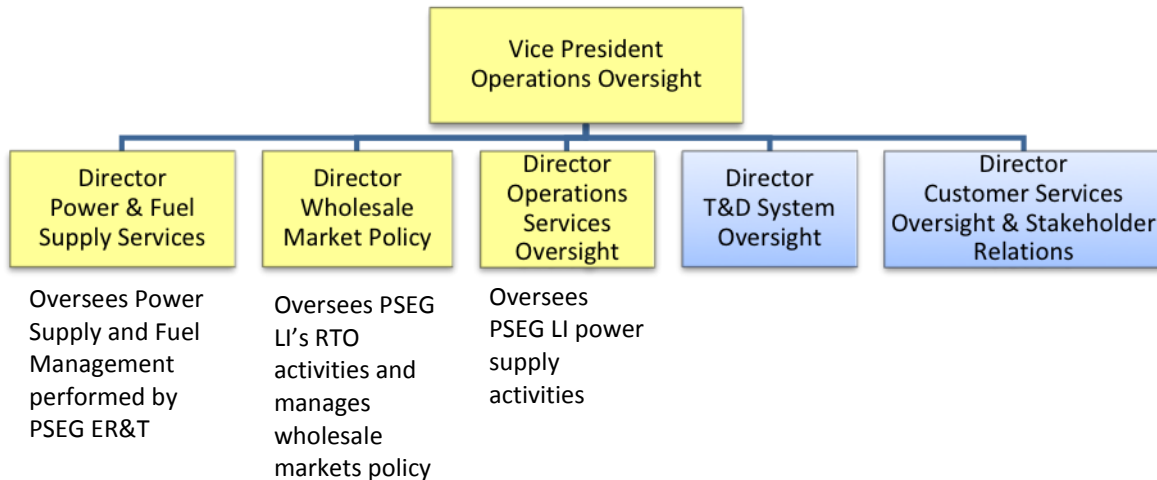 Vice President
Operations Oversight
Director
Power & Fuel
Supply Services
Director
Wholesale
Market Policy
Director
Operations
Services
Oversight
Director
T&D System
Oversight
Director
Customer Services
Oversight & Stakeholder
Relations
Oversees Power
Supply and Fuel
Management
performed by
PSEG ER&T
Oversees PSEG
LI’s RTO
activities and
manages
wholesale
markets policy
Oversees
PSEG LI power
supply
activities